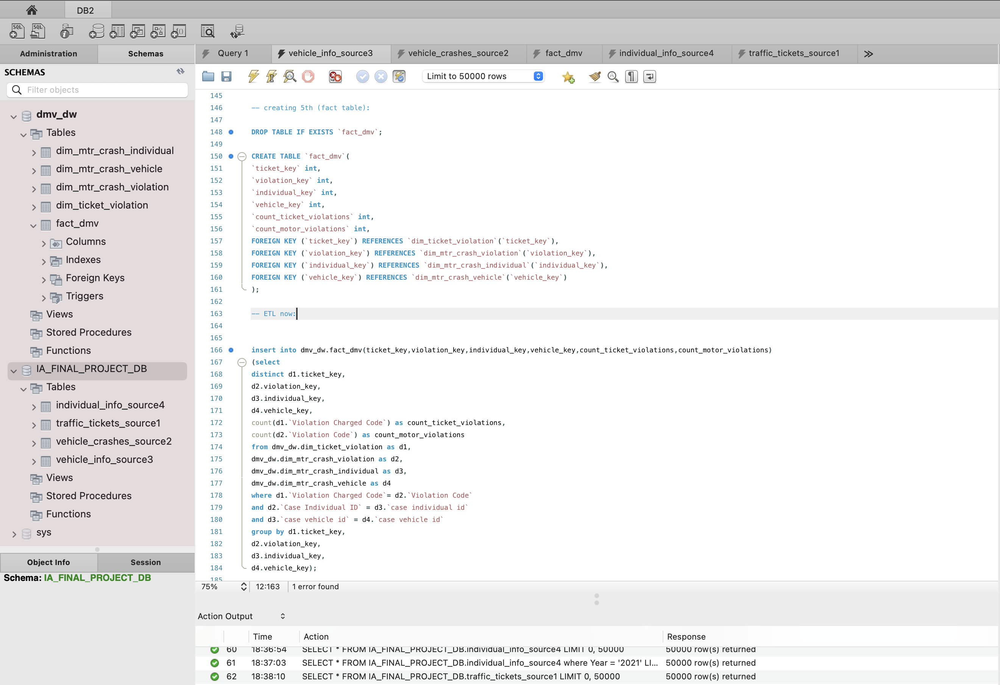 DB2
Administration
Schemas
SCHEMAS
Filter objects
dmv_dw
Tables
dim_mtr_crash_individual
dim_mtr_crash_vehicle
dim_mtr_crash_violation
dim_ticket_violation
fact_dmv
Columns
Indexes
Foreign Keys
Triggers
Views
Stored Procedures
Functions
IA_FINAL_PROJECT_DB
Tables
individual_info_source4
traffic_tickets_source1
vehicle_crashes_source2
vehicle_info_source3
Views
Stored Procedures
Functions
sys
Object Info
Session
Schema: IA_FINAL_PROJECT_DB
Query 1
vehicle_info_source3
vehicle_crashes_source2
fact_dmv
individual_info_source4
traffic_tickets_source1
Limit to 50000 rows
145
146 -- creating 5th (fact table):
147
148 DROP TABLE IF EXISTS `fact_dmv`;
149
150 CREATE TABLE `fact_dmv`(
151 `ticket_key` int,
152 `violation_key` int,
153 `individual_key` int,
154 `vehicle_key` int,
155 `count_ticket_violations` int,
156 `count_motor_violations` int,
157 FOREIGN KEY (`ticket_key`) REFERENCES `dim_ticket_violation`(`ticket_key`),
158 FOREIGN KEY (`violation_key`) REFERENCES `dim_mtr_crash_violation`(`violation_key`),
159 FOREIGN KEY (`individual_key`) REFERENCES `dim_mtr_crash_individual`(`individual_key`),
160 FOREIGN KEY (`vehicle_key`) REFERENCES `dim_mtr_crash_vehicle`(`vehicle_key`)
161 );
162
163 -- ETL now:
164
165
166 insert into dmv_dw.fact_dmv(ticket_key,violation_key,individual_key,vehicle_key,count_ticket_violations,count_motor_violations)
167 (select
168 distinct d1.ticket_key,
169 d2.violation_key,
170 d3.individual_key,
171 d4.vehicle_key,
172 count(d1.`Violation Charged Code`) as count_ticket_violations,
173 count(d2.`Violation Code`) as count_motor_violations
174 from dmv_dw.dim_ticket_violation as d1,
175 dmv_dw.dim_mtr_crash_violation as d2,
176 dmv_dw.dim_mtr_crash_individual as d3,
177 dmv_dw.dim_mtr_crash_vehicle as d4
178 where d1.`Violation Charged Code`= d2.`Violation Code`
179 and d2.`Case Individual ID` = d3.`case individual id`
180 and d3.`case vehicle id` = d4.`case vehicle id`
181 group by d1.ticket_key,
182 d2.violation_key,
183 d3.individual_key,
184 d4.vehicle_key);
185
75% 12:163 1 error found
Action Output
Time Action Response
60 18:36:54 SELECT * FROM IA_FINAL_PROJECT_DB.individual_info_source4 LIMIT 0, 50000 50000 row(s) returned
61 18:37:03 SELECT * FROM IA_FINAL_PROJECT_DB.individual_info_source4 where Year = '2021' LI... 50000 row(s) returned
62 18:38:10 SELECT * FROM IA_FINAL_PROJECT_DB.traffic_tickets_source1 LIMIT 0, 50000 50000 row(s) returned